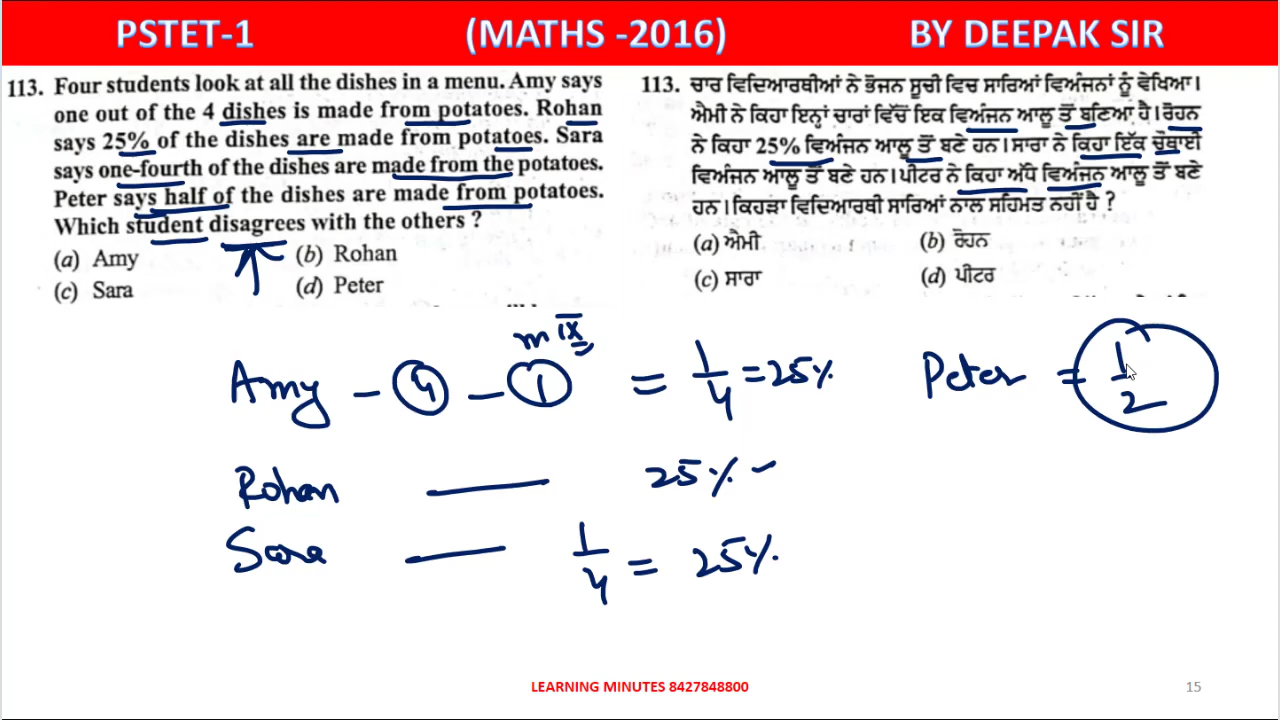 PSTET-1 (MATHS -2016) BY DEEPAK SIR
113. Four students look at all the dishes in a menu. Amy says
one out of the 4 dishes is made from potatoes. Rohan
says 25% of the dishes are made from potatoes. Sara
says one-fourth of the dishes are made from the potatoes.
Peter says half of the dishes are made from potatoes.
Which student disagrees with the others ?
(a) Amy (b) Rohan
(c) Sara (d) Peter
113. ਚਾਰ ਵਿਦਿਆਰਥੀਆਂ ਨੇ ਭੋਜਨ ਸੂਚੀ ਵਿਚ ਸਾਰਿਆਂ ਵਿਅੰਜਨਾਂ ਨੂੰ ਵੇਖਿਆ।
ਐਮੀ ਨੇ ਕਿਹਾ ਇਨ੍ਹਾਂ ਚਾਰਾਂ ਵਿੱਚੋਂ ਇਕ ਵਿਅੰਜਨ ਆਲੂ ਤੋਂ ਬਣਿਆ ਹੈ। ਰੋਹਨ
ਨੇ ਕਿਹਾ 25% ਵਿਅੰਜਨ ਆਲੂ ਤੋਂ ਬਣੇ ਹਨ। ਸਾਰਾ ਨੇ ਕਿਹਾ ਇੱਕ ਚੌਥਾਈ
ਵਿਅੰਜਨ ਆਲੂ ਤੋਂ ਬਣੇ ਹਨ। ਪੀਟਰ ਨੇ ਕਿਹਾ ਅੱਧੇ ਵਿਅੰਜਨ ਆਲੂ ਤੋਂ ਬਣੇ
ਹਨ। ਕਿਹੜਾ ਵਿਦਿਆਰਥੀ ਸਾਰਿਆਂ ਨਾਲ ਸਹਿਮਤ ਨਹੀਂ ਹੈ ?
(a) ਐਮੀ (b) ਰੋਹਨ
(c) ਸਾਰਾ (d) ਪੀਟਰ
m IX
Amy - 4 - 1 = 1/4 = 25% Peter = 1/2
Rohan — 25%
Sara — 1/4 = 25%
LEARNING MINUTES 8427848800 15